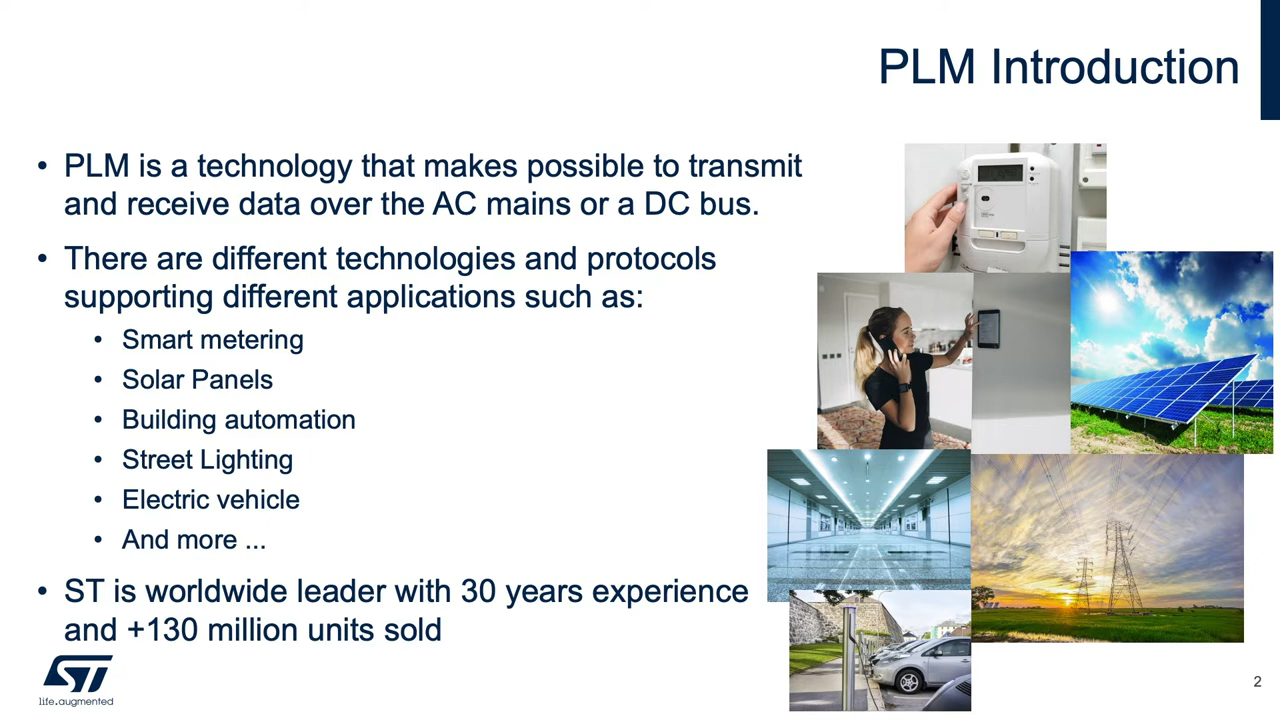 PLM Introduction
• PLM is a technology that makes possible to transmit
and receive data over the AC mains or a DC bus.
• There are different technologies and protocols
supporting different applications such as:
• Smart metering
• Solar Panels
• Building automation
• Street Lighting
• Electric vehicle
• And more ...
• ST is worldwide leader with 30 years experience
and +130 million units sold
ST
life.augmented
2